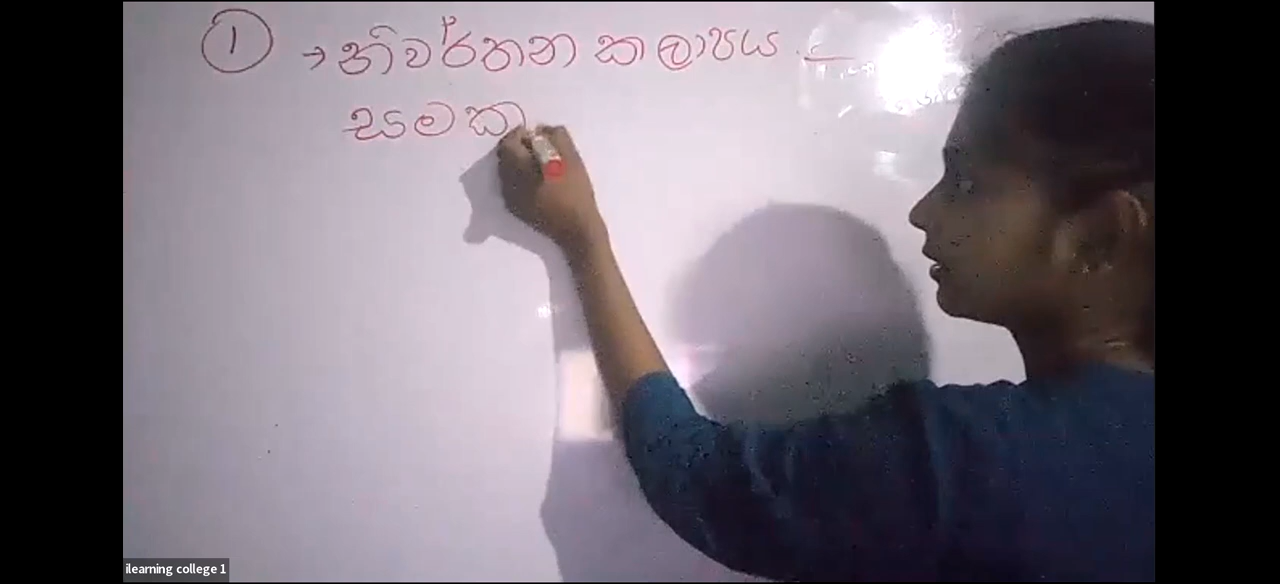 ① → නිවර්තන කලාපය –
සමක
ilearning college 1